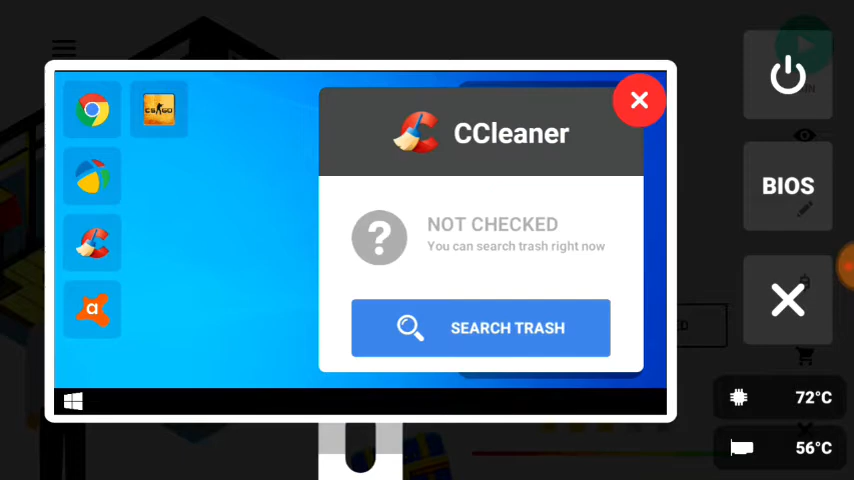 CS:GO
CCleaner
NOT CHECKED
You can search trash right now
SEARCH TRASH
BIOS
72°C
56°C